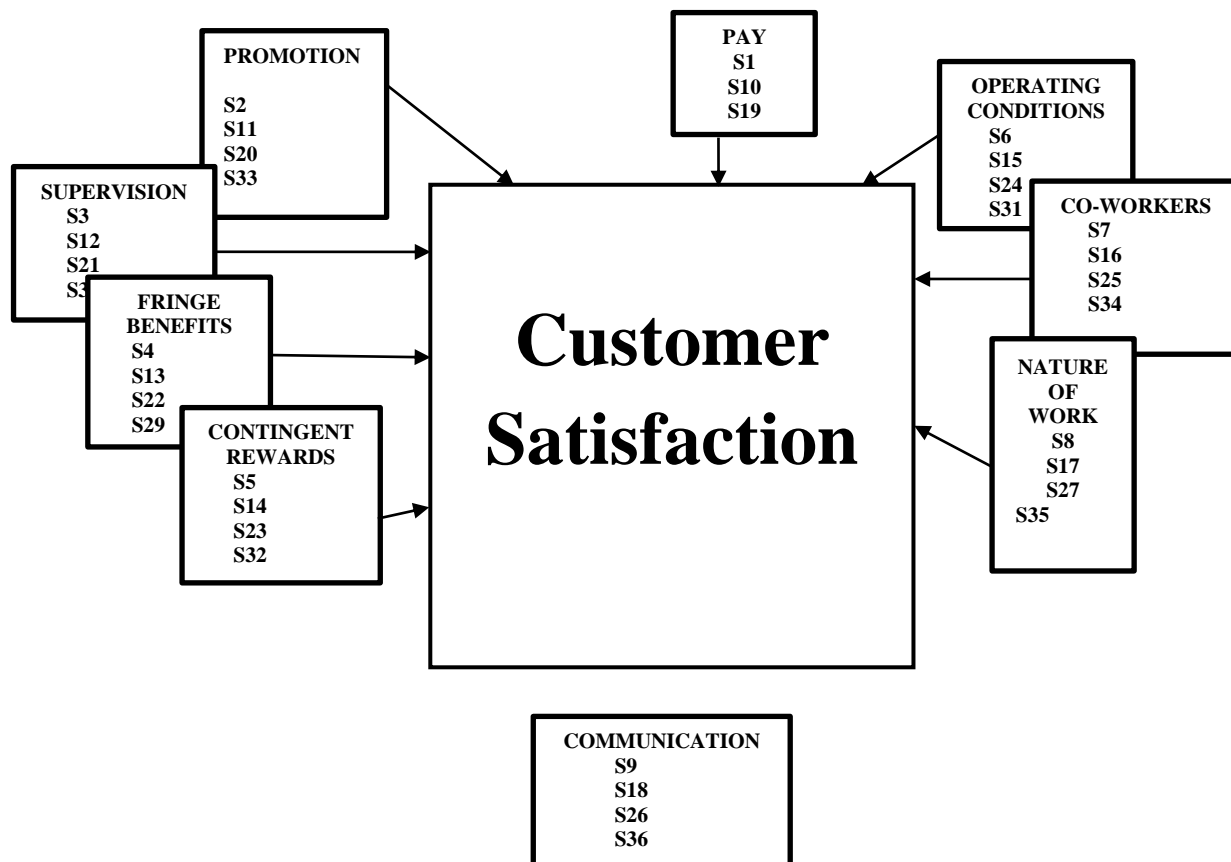 PROMOTION
S2
S11
S20
S33
PAY
S1
S10
S19
OPERATING
CONDITIONS
S6
S15
S24
S31
SUPERVISION
S3
S12
S21
CO-WORKERS
S7
S16
S25
S34
FRINGE
BENEFITS
S4
S13
S22
S29
Customer
Satisfaction
NATURE
OF
WORK
S8
S17
S27
S35
CONTINGENT
REWARDS
S5
S14
S23
S32
COMMUNICATION
S9
S18
S26
S36